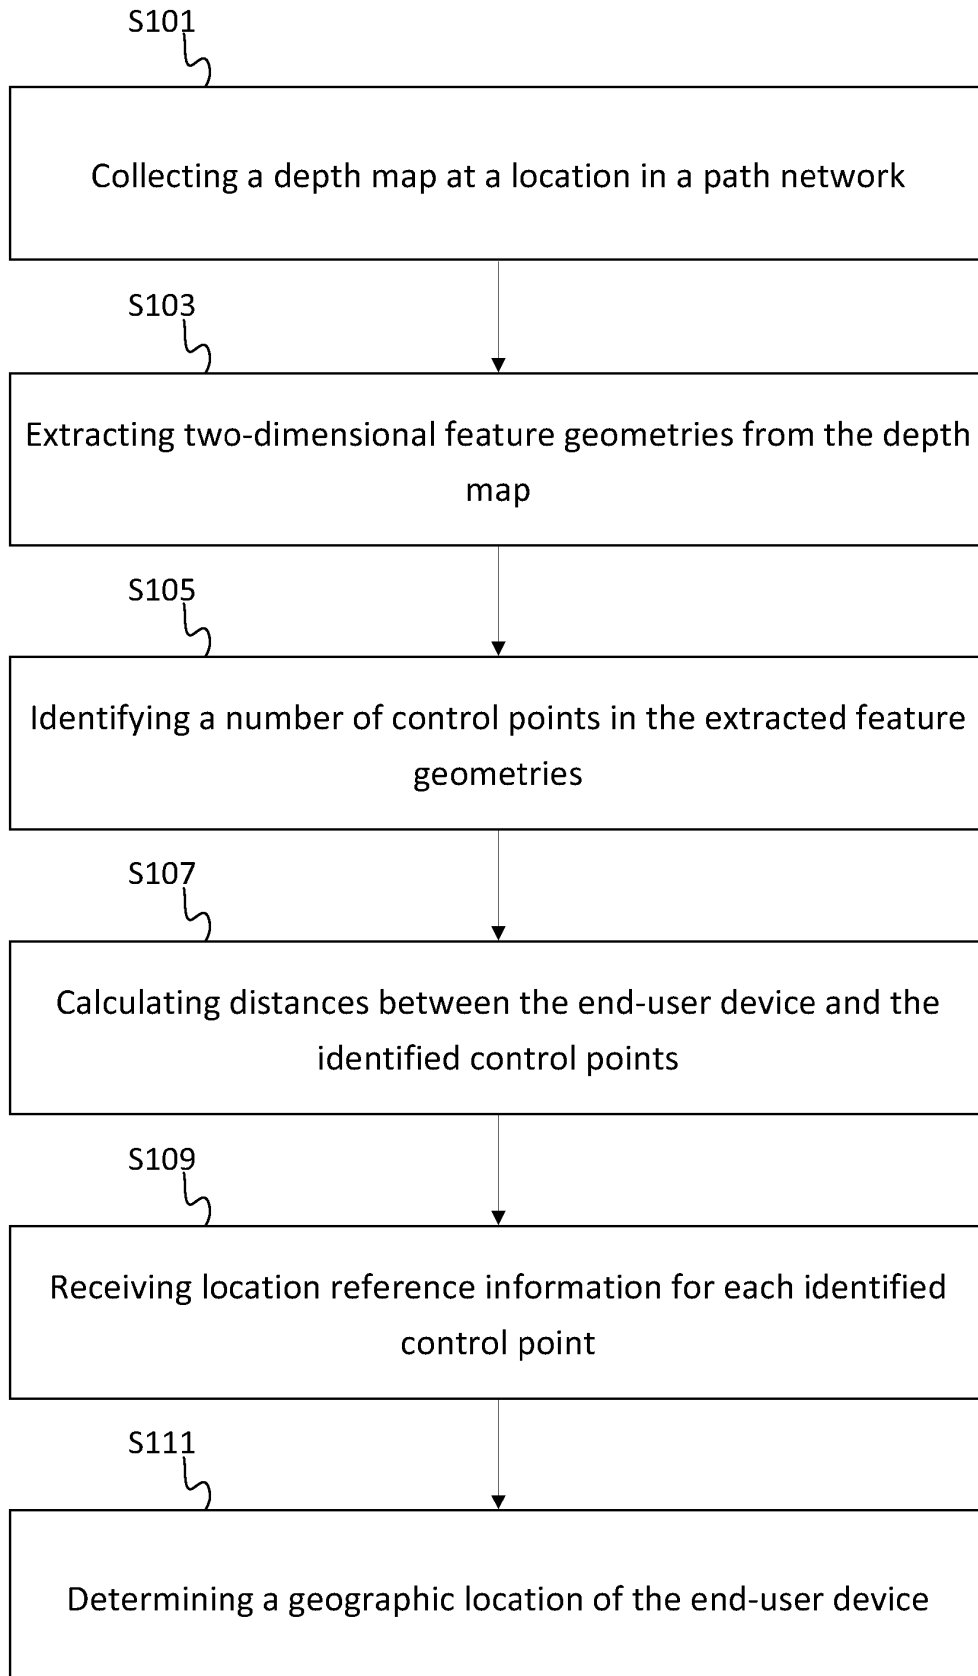 S101
Collecting a depth map at a location in a path network
S103
Extracting two-dimensional feature geometries from the depth
map
S105
Identifying a number of control points in the extracted feature
geometries
S107
Calculating distances between the end-user device and the
identified control points
S109
Receiving location reference information for each identified
control point
S111
Determining a geographic location of the end-user device